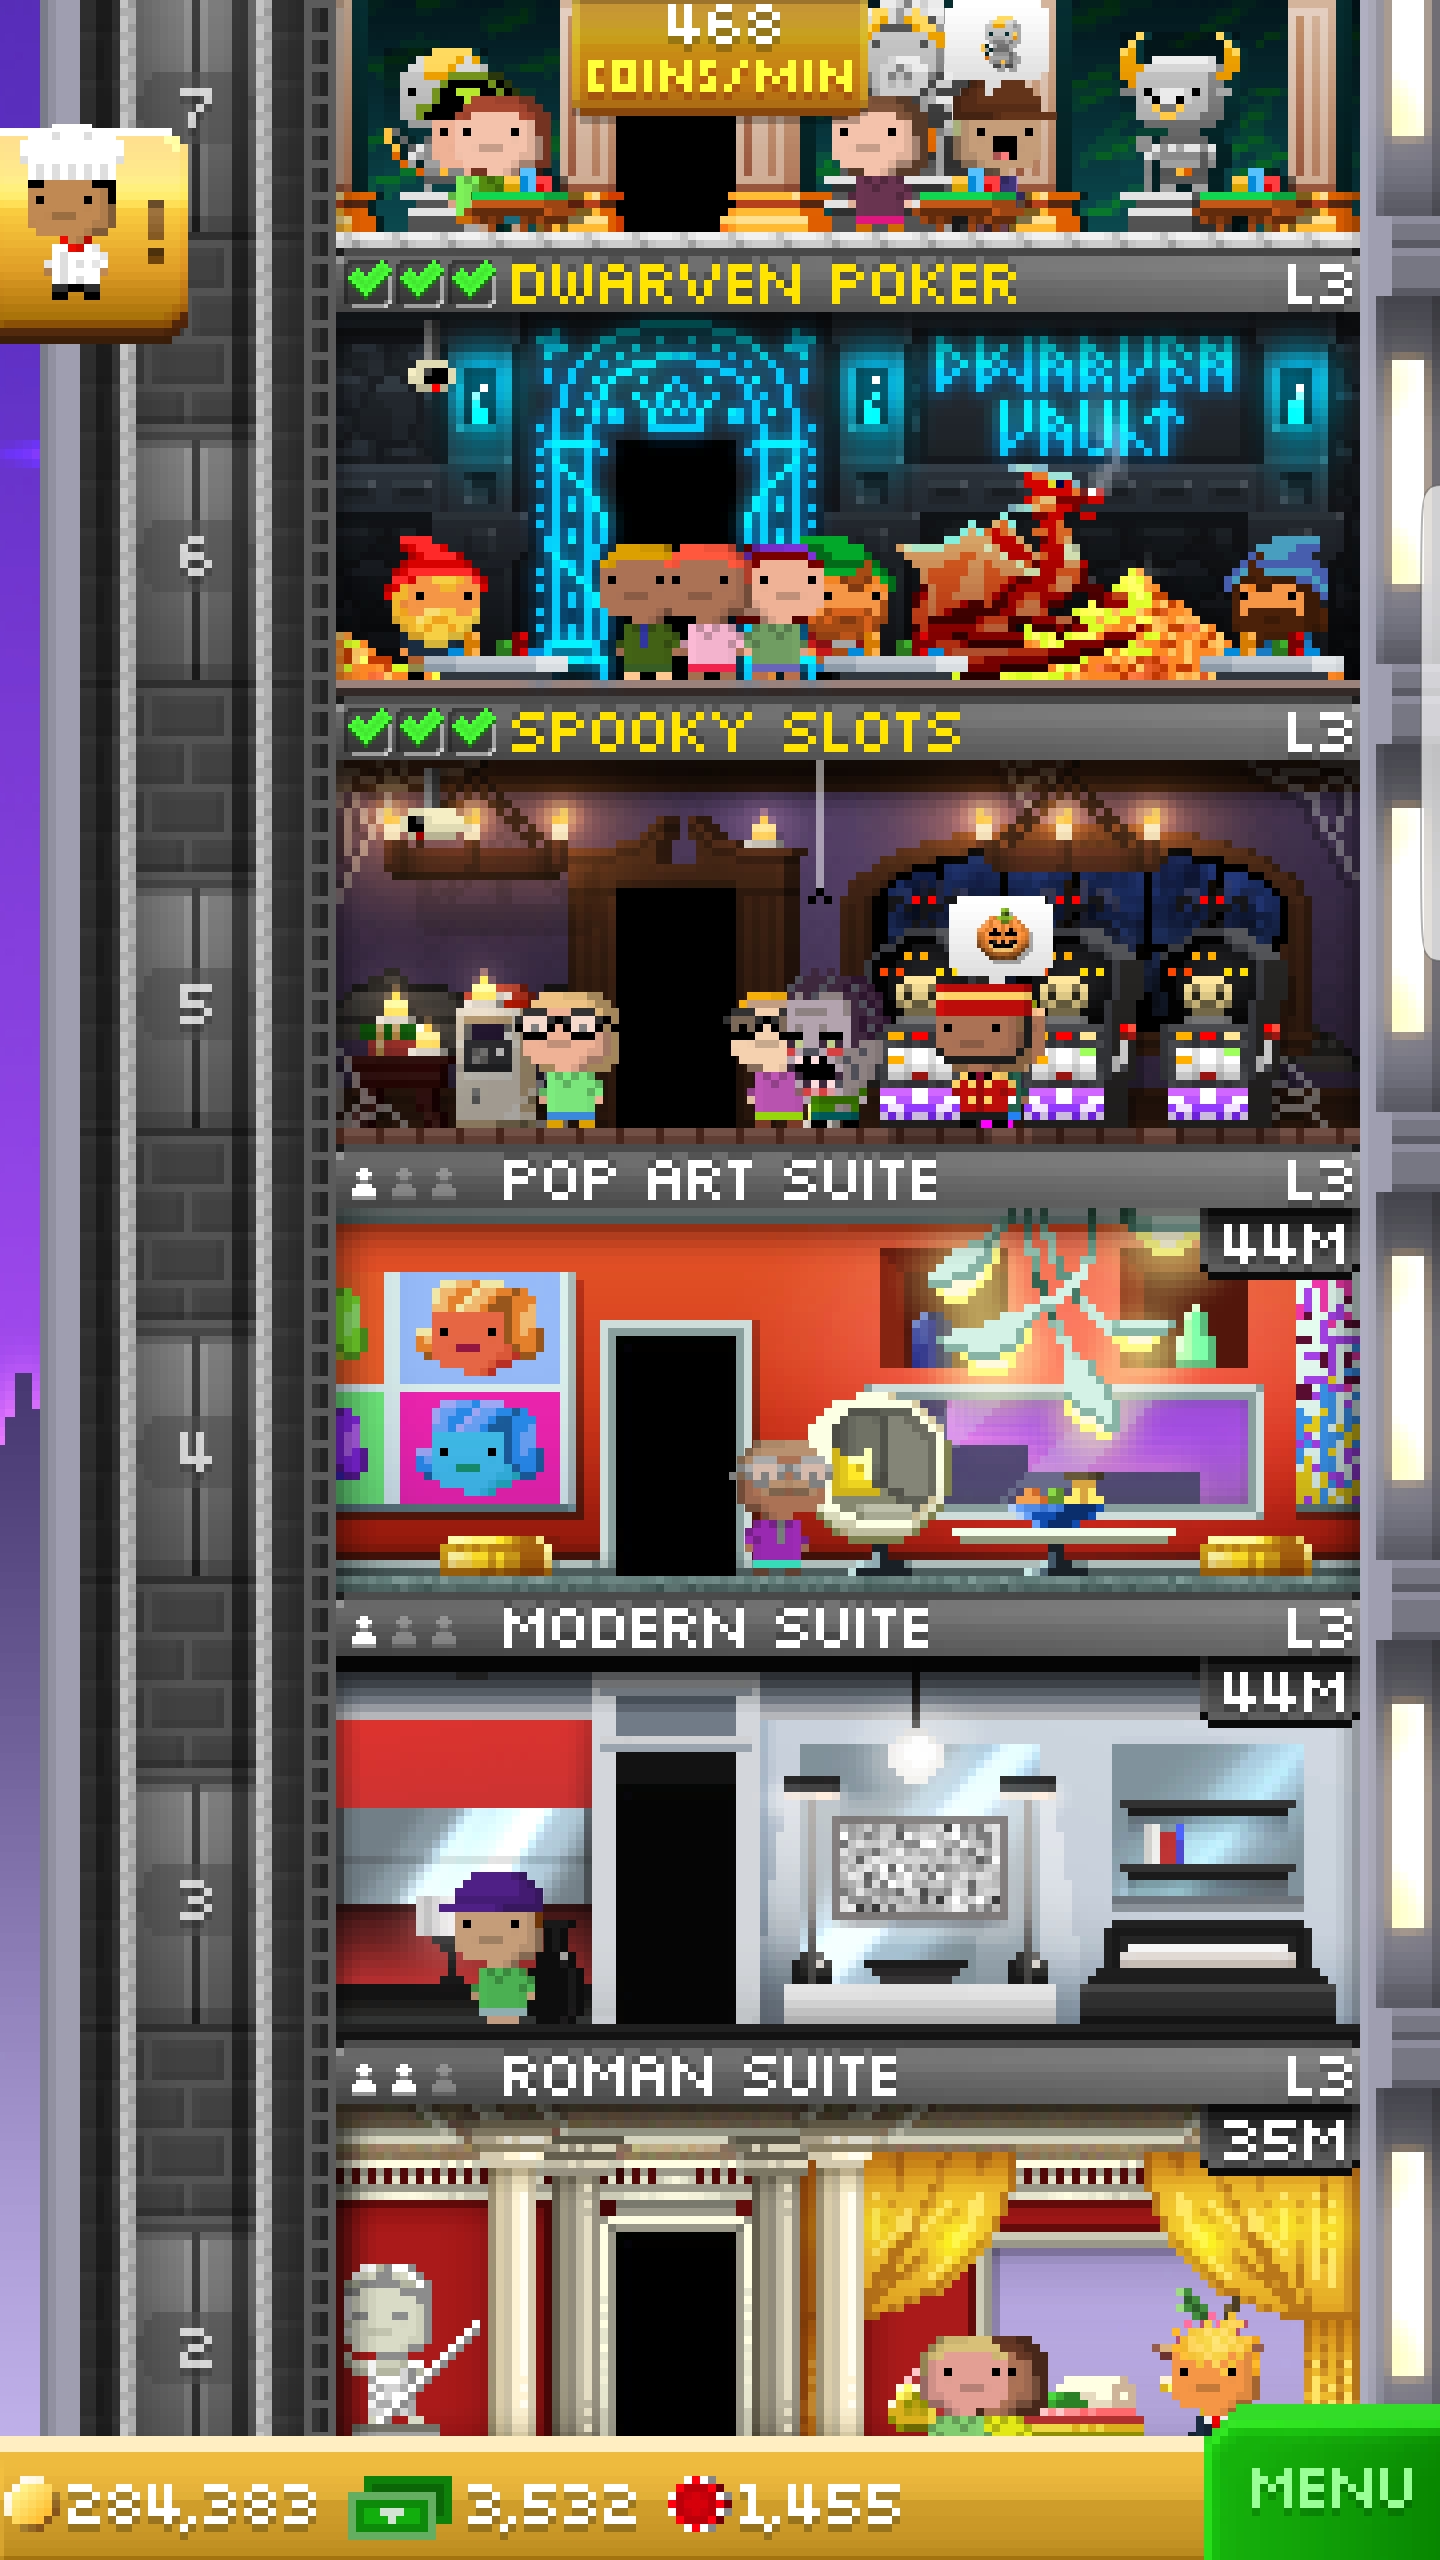 468
COINS/MIN
7
DWARVEN POKER L3
DWARVEN
VAULT
6
SPOOKY SLOTS L3
5
POP ART SUITE L3
44M
4
MODERN SUITE L3
44M
3
ROMAN SUITE L3
35M
2
284,383 3,532 1,455 MENU